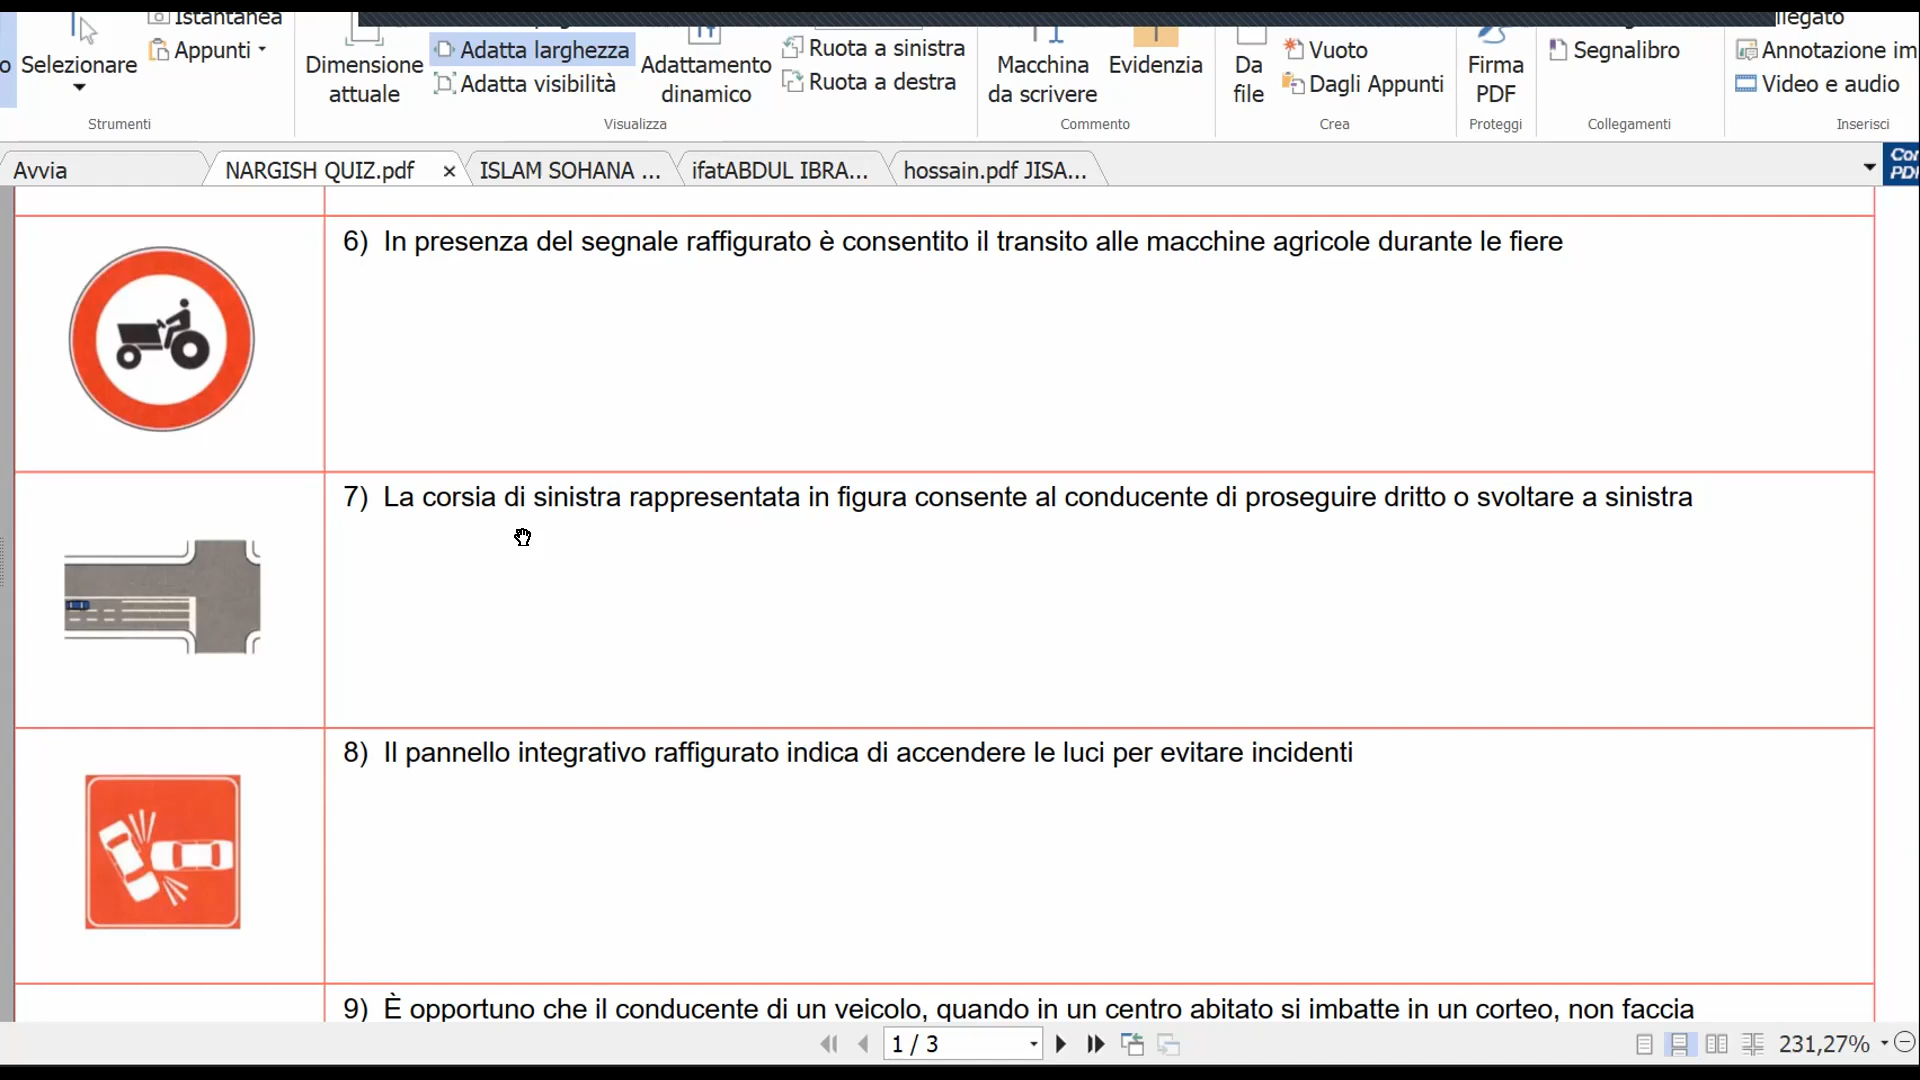 Istantanea
Selezionare
Appunti
Dimensione
attuale
Adatta larghezza
Adatta visibilità
Adattamento
dinamico
Ruota a sinistra
Ruota a destra
Macchina
da scrivere
Evidenzia
Da
file
Vuoto
Dagli Appunti
Firma
PDF
Segnalibro
llegato
Annotazione im
Video e audio
Strumenti
Visualizza
Commento
Crea
Proteggi
Collegamenti
Inserisci
Avvia
NARGISH QUIZ.pdf
ISLAM SOHANA ...
ifatABDUL IBRA...
hossain.pdf JISA...
Cor
PDF
6) In presenza del segnale raffigurato è consentito il transito alle macchine agricole durante le fiere
7) La corsia di sinistra rappresentata in figura consente al conducente di proseguire dritto o svoltare a sinistra
8) Il pannello integrativo raffigurato indica di accendere le luci per evitare incidenti
9) È opportuno che il conducente di un veicolo, quando in un centro abitato si imbatte in un corteo, non faccia
1 / 3
231,27%